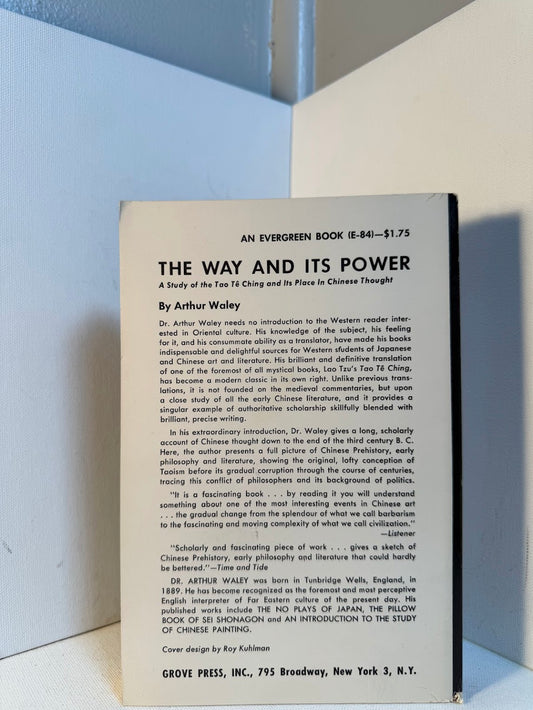 AN EVERGREEN BOOK (E-84)—$1.75
THE WAY AND ITS POWER
A Study of the Tao Tê Ching and Its Place In Chinese Thought
By Arthur Waley
Dr. Arthur Waley needs no introduction to the Western reader inter-
ested in Oriental culture. His knowledge of the subject, his feeling
for it, and his consummate ability as a translator, have made his books
indispensable and delightful sources for Western students of Japanese
and Chinese art and literature. His brilliant and definitive translation
of one of the foremost of all mystical books, Lao Tzu's Tao Tê Ching,
has become a modern classic in its own right. Unlike previous trans-
lations, it is not founded on the medieval commentaries, but upon
a close study of all the early Chinese literature, and it provides a
singular example of authoritative scholarship skillfully blended with
brilliant, precise writing.
In his extraordinary introduction, Dr. Waley gives a long, scholarly
account of Chinese thought down to the end of the third century B. C.
Here, the author presents a full picture of Chinese Prehistory, early
philosophy and literature, showing the original, lofty conception of
Taoism before its gradual corruption through the course of centuries,
tracing this conflict of philosophers and its background of politics.
"It is a fascinating book . . . by reading it you will understand
something about one of the most interesting events in Chinese art
. . . the gradual change from the splendour of what we call barbarism
to the fascinating and moving complexity of what we call civilization."
—Listener
"Scholarly and fascinating piece of work . . . gives a sketch of
Chinese Prehistory, early philosophy and literature that could hardly
be bettered."—Time and Tide
DR. ARTHUR WALEY was born in Tunbridge Wells, England, in
1889. He has become recognized as the foremost and most perceptive
English interpreter of Far Eastern culture of the present day. His
published works include THE NO PLAYS OF JAPAN, THE PILLOW
BOOK OF SEI SHONAGON and AN INTRODUCTION TO THE STUDY
OF CHINESE PAINTING.
Cover design by Roy Kuhlman
GROVE PRESS, INC., 795 Broadway, New York 3, N.Y.